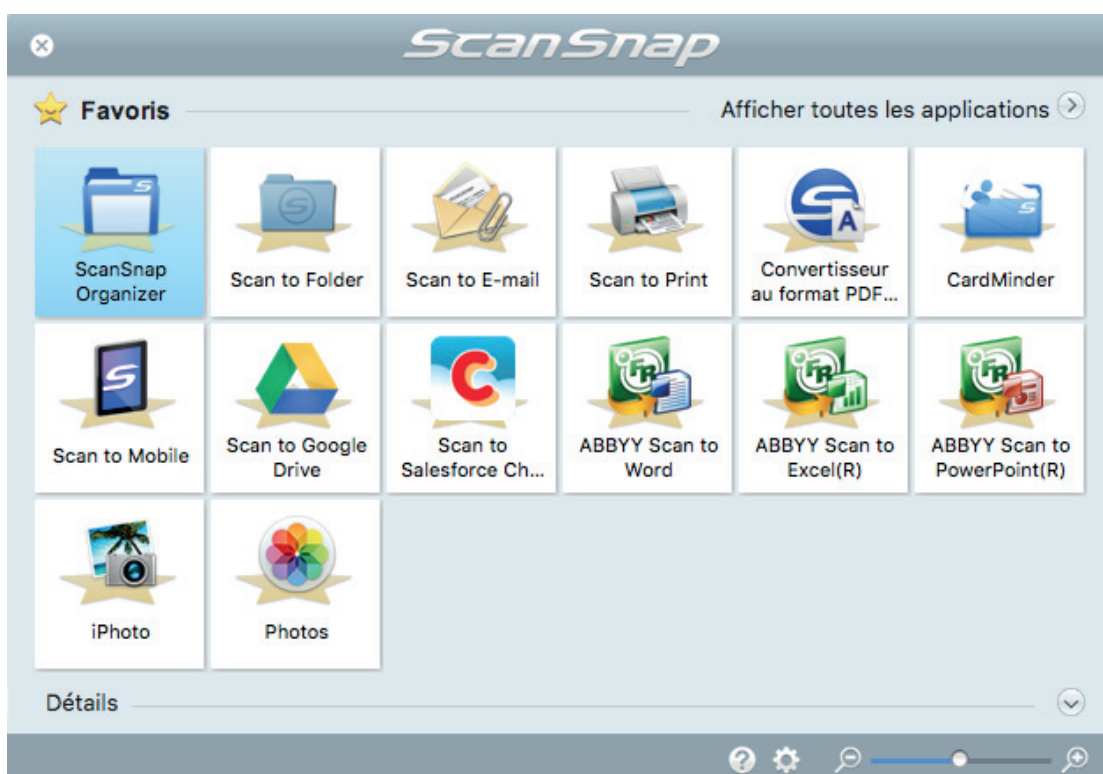 ScanSnap
Favoris
Afficher toutes les applications
ScanSnap
Organizer
Scan to Folder
Scan to E-mail
Scan to Print
Convertisseur
au format PDF...
CardMinder
Scan to Mobile
Scan to Google
Drive
Scan to
Salesforce Ch...
ABBYY Scan to
Word
ABBYY Scan to
Excel(R)
ABBYY Scan to
PowerPoint(R)
iPhoto
Photos
Détails